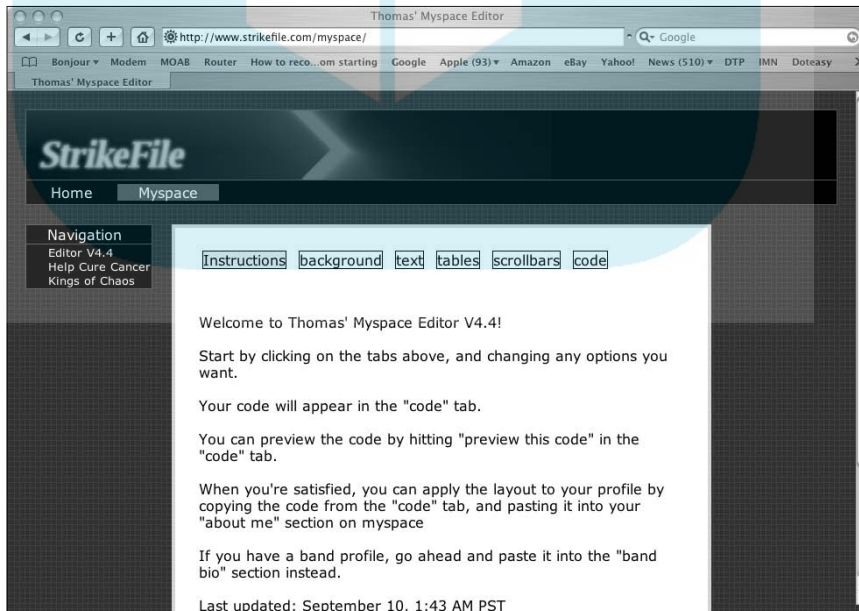 Thomas' Myspace Editor
http://www.strikefile.com/myspace/
Google
Bonjour Modem MOAB Router How to reco...om starting Google Apple (93) Amazon eBay Yahoo! News (510) DTP IMN Doteasy
Thomas' Myspace Editor
StrikeFile
Home Myspace
Navigation
Editor V4.4
Help Cure Cancer
Kings of Chaos
Instructions background text tables scrollbars code
Welcome to Thomas' Myspace Editor V4.4!
Start by clicking on the tabs above, and changing any options you
want.
Your code will appear in the "code" tab.
You can preview the code by hitting "preview this code" in the
"code" tab.
When you're satisfied, you can apply the layout to your profile by
copying the code from the "code" tab, and pasting it into your
"about me" section on myspace
If you have a band profile, go ahead and paste it into the "band
bio" section instead.
Last updated: September 10, 1:43 AM PST